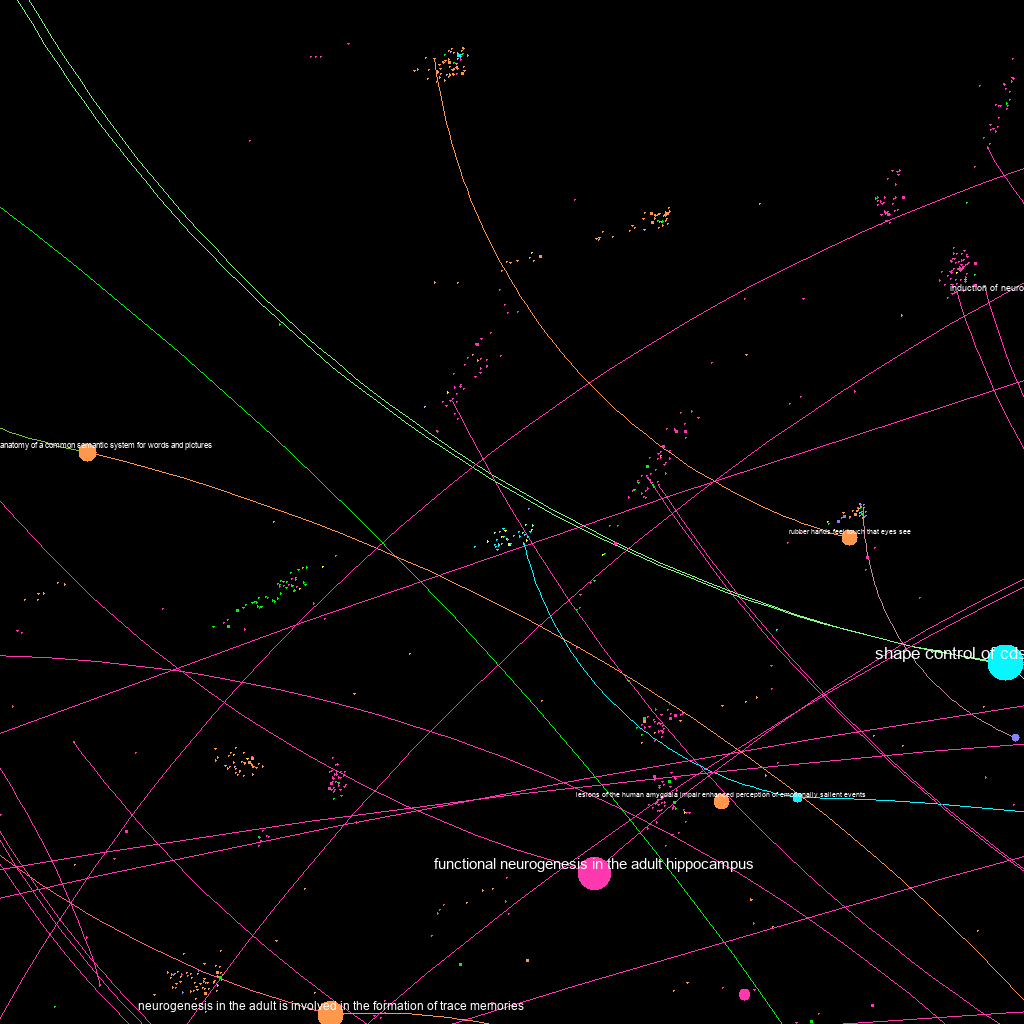 induction of neuro
anatomy of a common semantic system for words and pictures
rubber hands feel touch that eyes see
shape control of cds
lesions of the human amygdala impair enhanced perception of emotionally salient events
functional neurogenesis in the adult hippocampus
neurogenesis in the adult is involved in the formation of trace memories